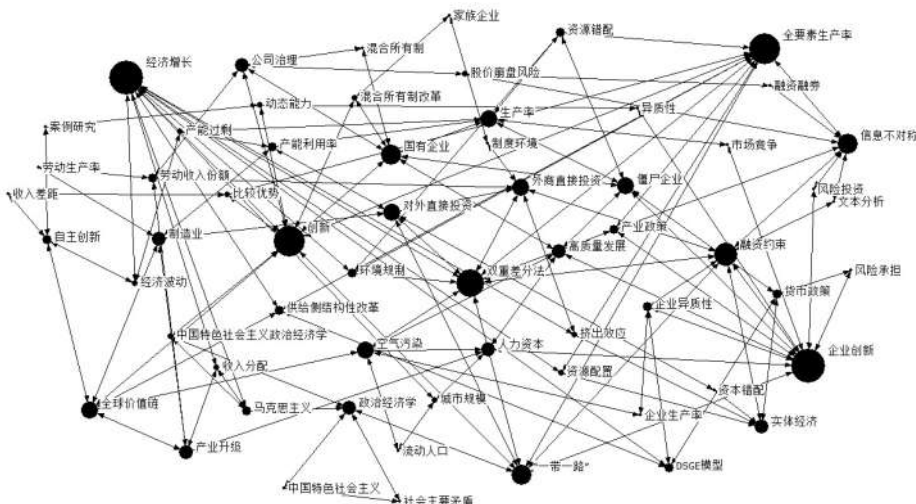 家族企业
资源错配
公司治理
混合所有制
全要素生产率
经济增长
股价崩盘风险
融资融券
混合所有制改革
动态能力
异质性
生产率
案例研究
产能过剩
产能利用率
国有企业
制度环境
市场竞争
信息不对称
劳动生产率
劳动收入份额
外商直接投资
僵尸企业
风险投资
文本分析
收入差距
比较优势
对外直接投资
产业政策
自主创新
制造业
创新
高质量发展
融资约束
环境规制
双重差分法
风险承担
经济波动
货币政策
供给侧结构性改革
企业异质性
中国特色社会主义政治经济学
挤出效应
空气污染
人力资本
企业创新
收入分配
资源配置
资本错配
全球价值链
马克思主义
政治经济学
城市规模
企业生产率
实体经济
产业升级
流动人口
"一带一路"
DSGE模型
中国特色社会主义
社会主要矛盾